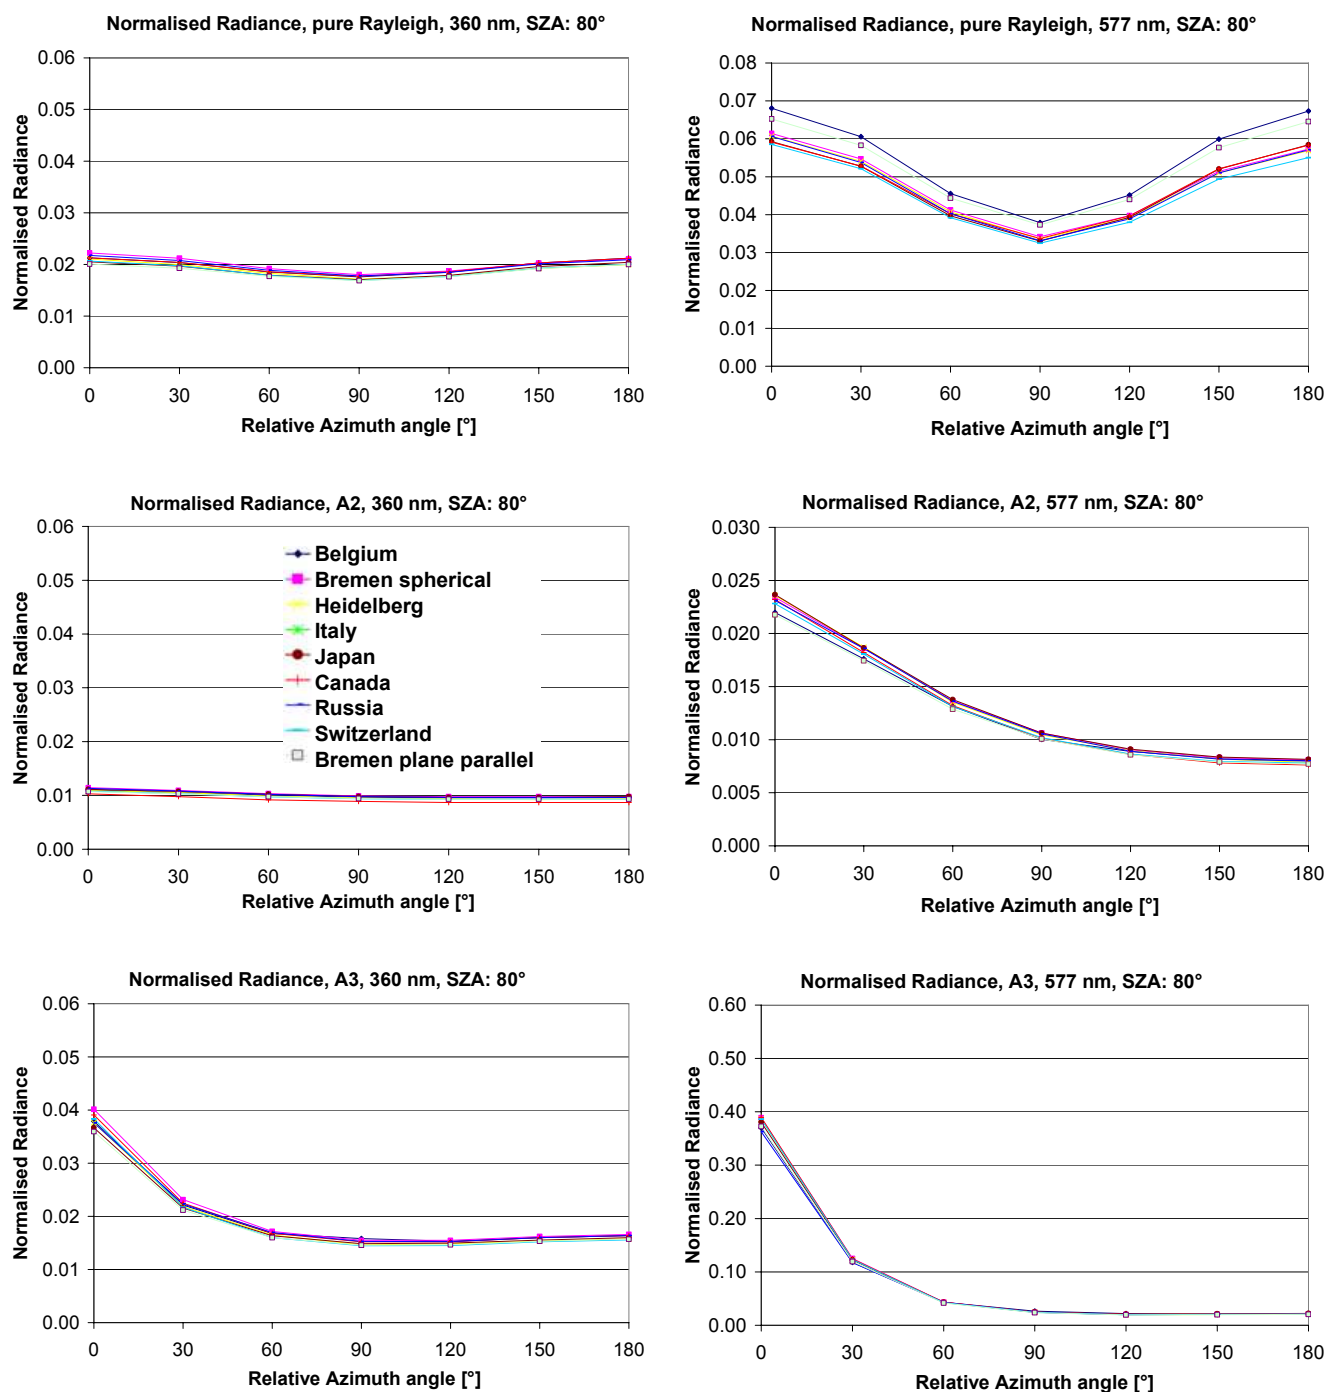 Normalised Radiance, pure Rayleigh, 360 nm, SZA: 80°
0.06
0.05
0.04
0.03
0.02
0.01
0.00
Normalised Radiance
0 30 60 90 120 150 180
Relative Azimuth angle [°]
Normalised Radiance, pure Rayleigh, 577 nm, SZA: 80°
0.08
0.07
0.06
0.05
0.04
0.03
0.02
0.01
0.00
Normalised Radiance
0 30 60 90 120 150 180
Relative Azimuth angle [°]
Normalised Radiance, A2, 360 nm, SZA: 80°
0.06
0.05
0.04
0.03
0.02
0.01
0.00
Normalised Radiance
Belgium
Bremen spherical
Heidelberg
Italy
Japan
Canada
Russia
Switzerland
Bremen plane parallel
0 30 60 90 120 150 180
Relative Azimuth angle [°]
Normalised Radiance, A2, 577 nm, SZA: 80°
0.030
0.025
0.020
0.015
0.010
0.005
0.000
Normalised Radiance
0 30 60 90 120 150 180
Relative Azimuth angle [°]
Normalised Radiance, A3, 360 nm, SZA: 80°
0.06
0.05
0.04
0.03
0.02
0.01
0.00
Normalised Radiance
0 30 60 90 120 150 180
Relative Azimuth angle [°]
Normalised Radiance, A3, 577 nm, SZA: 80°
0.60
0.50
0.40
0.30
0.20
0.10
0.00
Normalised Radiance
0 30 60 90 120 150 180
Relative Azimuth angle [°]